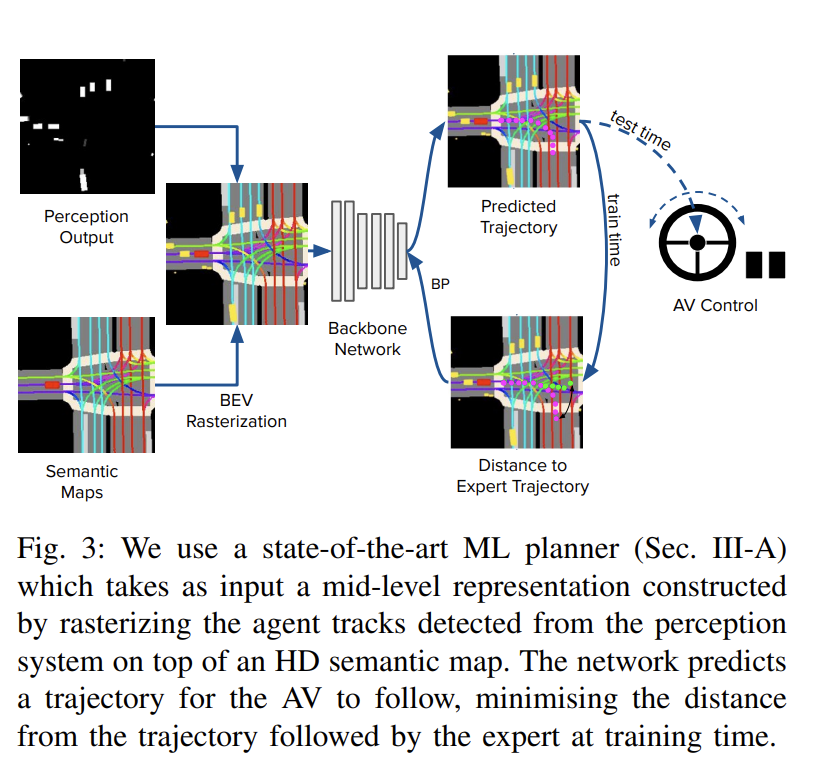 Perception
Output
Semantic
Maps
BEV
Rasterization
Backbone
Network
BP
Predicted
Trajectory
test time
train time
AV Control
Distance to
Expert Trajectory
Fig. 3: We use a state-of-the-art ML planner (Sec. III-A)
which takes as input a mid-level representation constructed
by rasterizing the agent tracks detected from the perception
system on top of an HD semantic map. The network predicts
a trajectory for the AV to follow, minimising the distance
from the trajectory followed by the expert at training time.